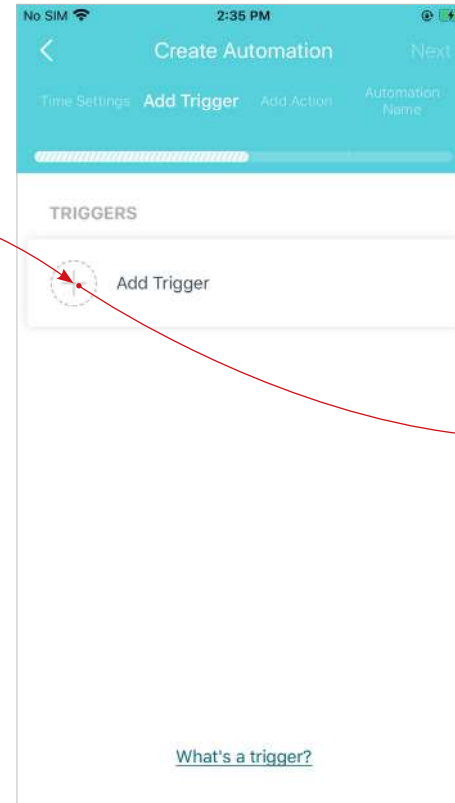 No SIM 2:35 PM
Create Automation Next
Time Settings Add Trigger Add Action Automation Name
TRIGGERS
Add Trigger
What's a trigger?